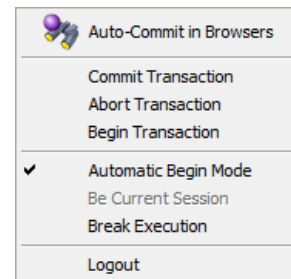 Auto-Commit in Browsers
Commit Transaction
Abort Transaction
Begin Transaction
Automatic Begin Mode
Be Current Session
Break Execution
Logout